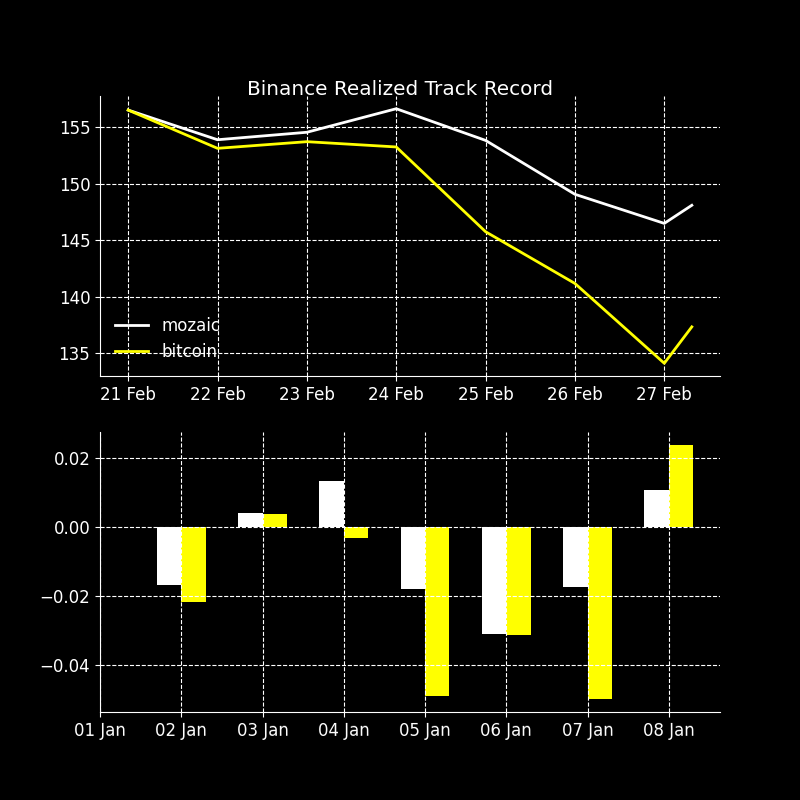 Binance Realized Track Record
155
150
145
140
135
mozaic
bitcoin
21 Feb 22 Feb 23 Feb 24 Feb 25 Feb 26 Feb 27 Feb
0.02
0.00
−0.02
−0.04
01 Jan 02 Jan 03 Jan 04 Jan 05 Jan 06 Jan 07 Jan 08 Jan